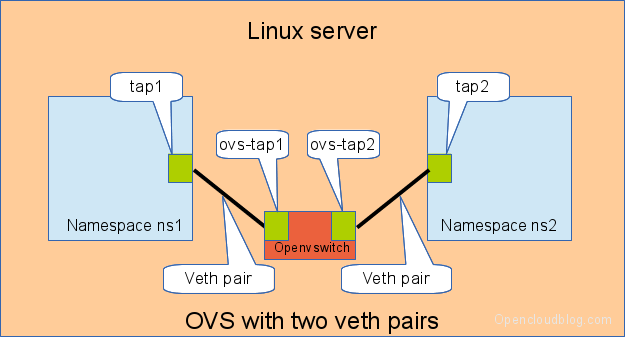 Linux server
tap1
tap2
ovs-tap1
ovs-tap2
Namespace ns1
Namespace ns2
Openvswitch
Veth pair
Veth pair
OVS with two veth pairs
Opencloudblog.com